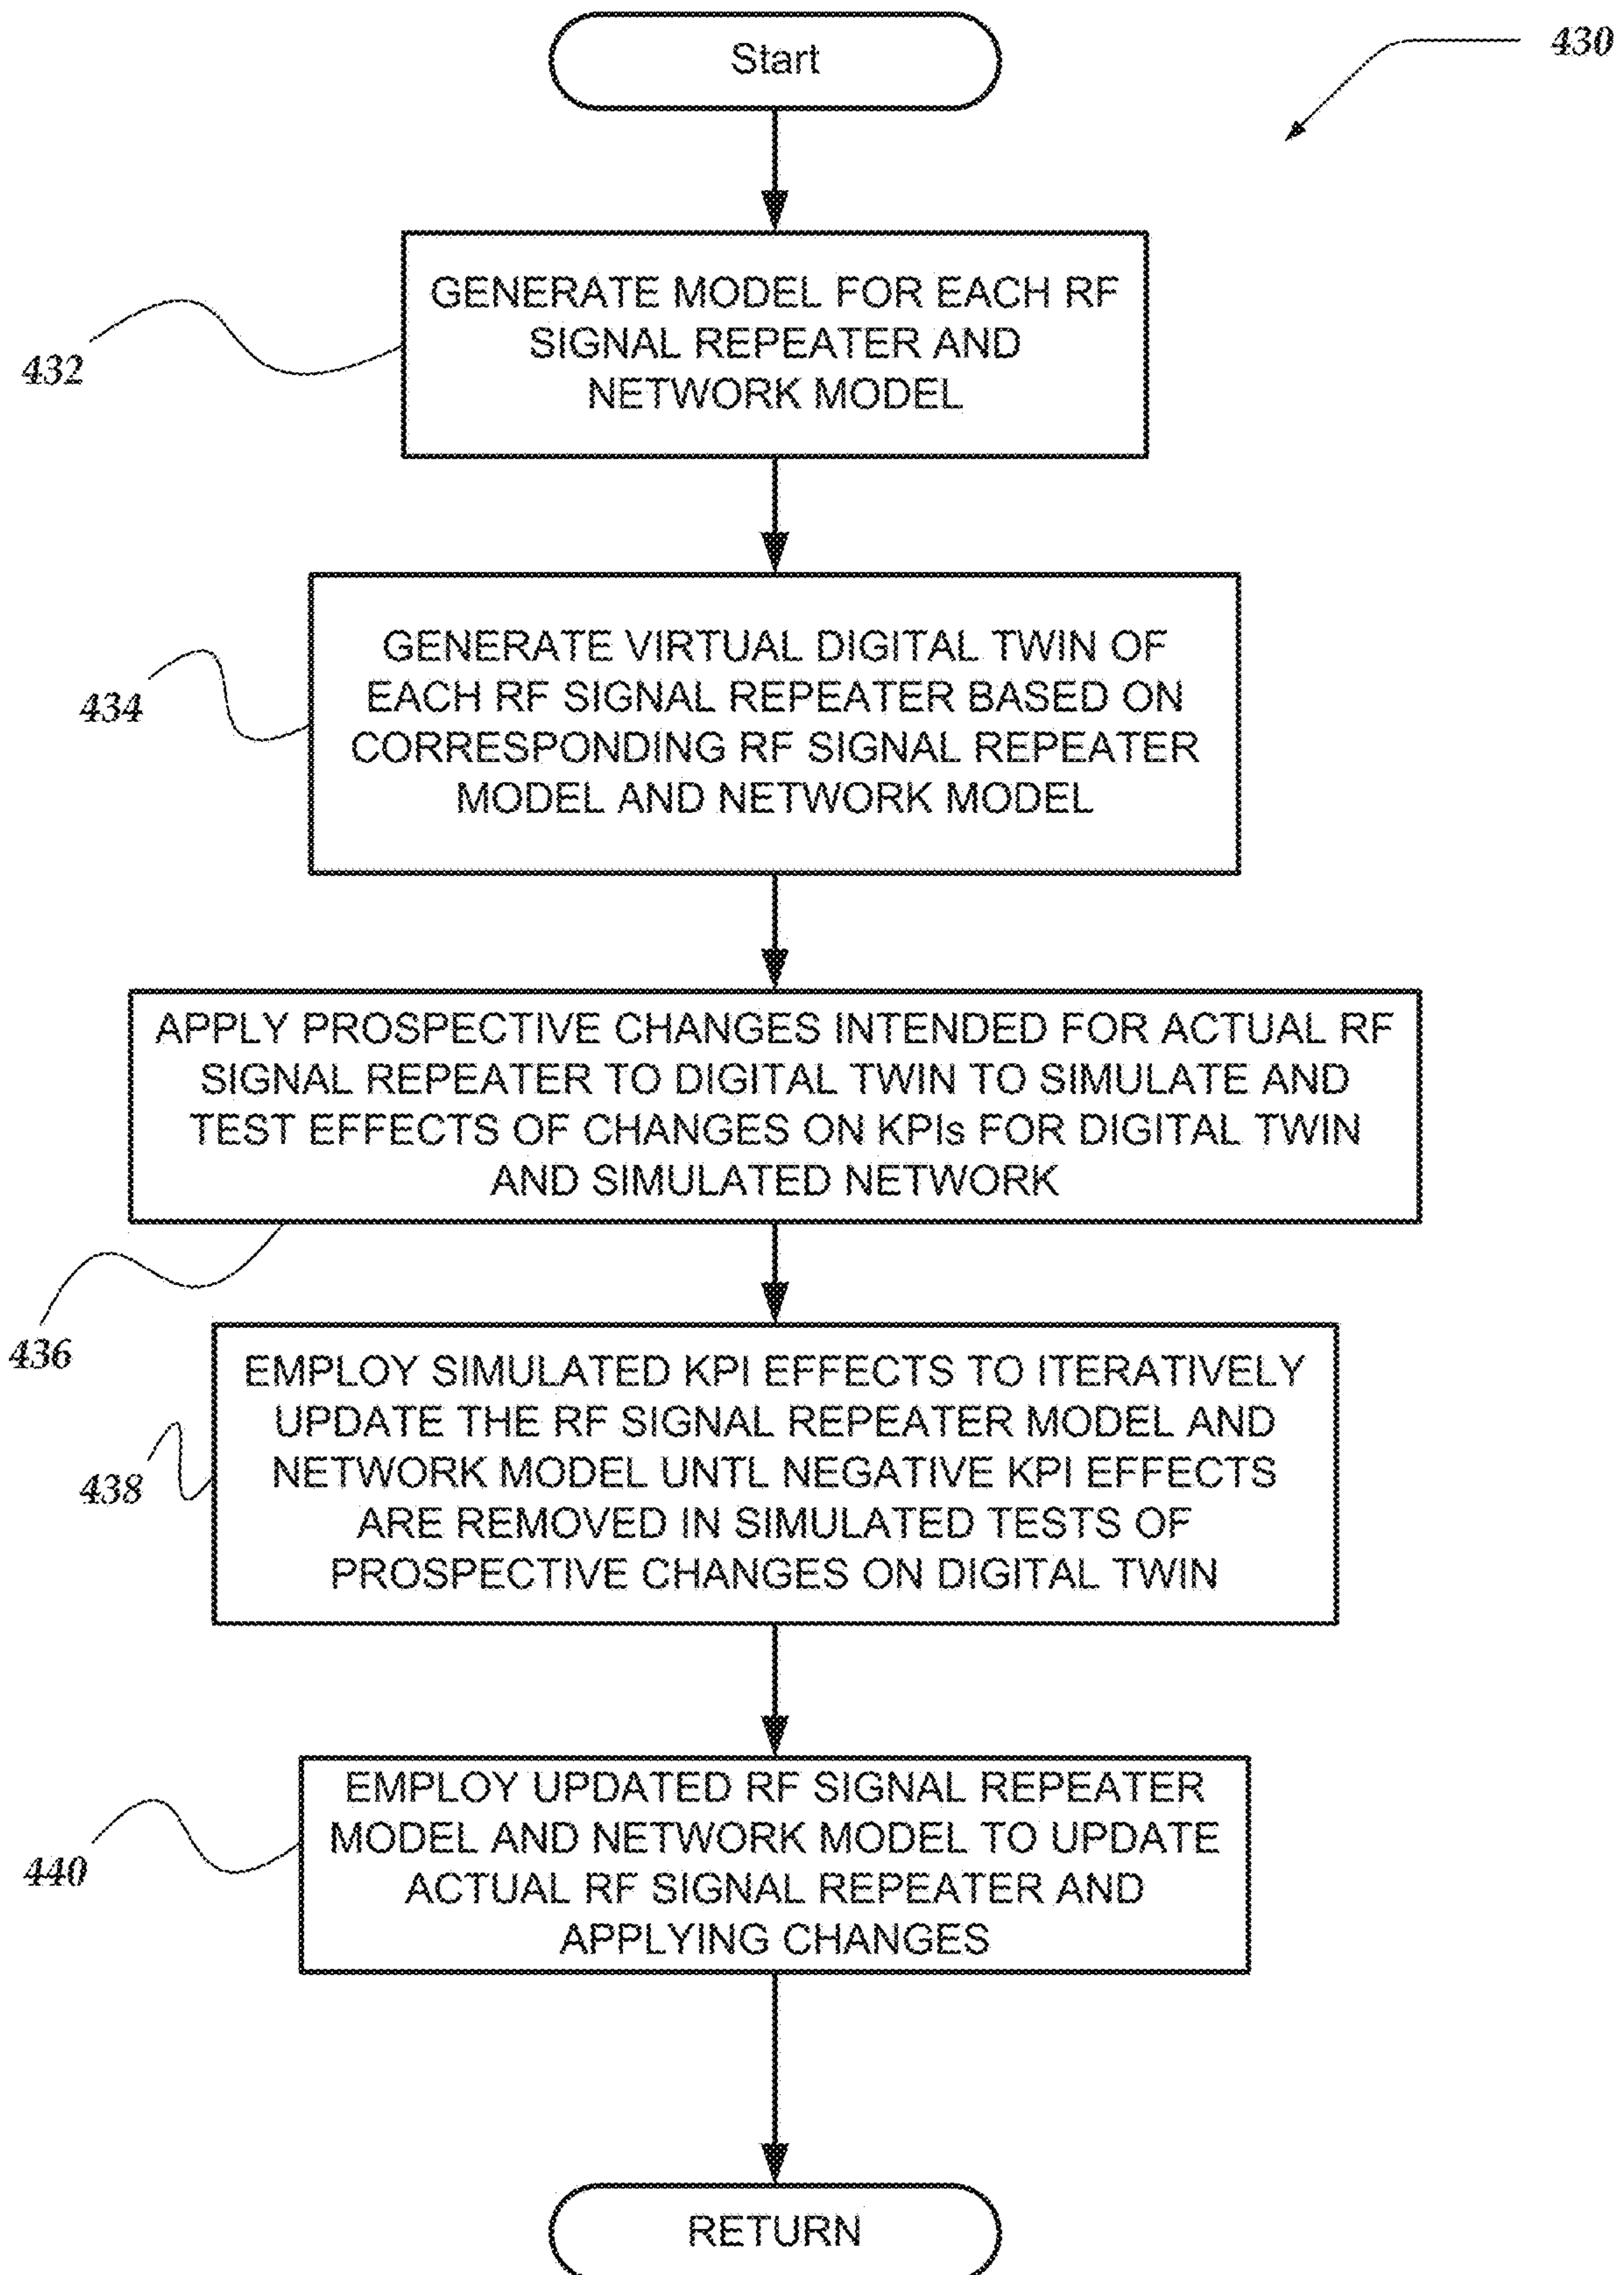 Start
430
GENERATE MODEL FOR EACH RF
SIGNAL REPEATER AND
NETWORK MODEL
432
GENERATE VIRTUAL DIGITAL TWIN OF
EACH RF SIGNAL REPEATER BASED ON
CORRESPONDING RF SIGNAL REPEATER
MODEL AND NETWORK MODEL
434
APPLY PROSPECTIVE CHANGES INTENDED FOR ACTUAL RF
SIGNAL REPEATER TO DIGITAL TWIN TO SIMULATE AND
TEST EFFECTS OF CHANGES ON KPIs FOR DIGITAL TWIN
AND SIMULATED NETWORK
436
EMPLOY SIMULATED KPI EFFECTS TO ITERATIVELY
UPDATE THE RF SIGNAL REPEATER MODEL AND
NETWORK MODEL UNTL NEGATIVE KPI EFFECTS
ARE REMOVED IN SIMULATED TESTS OF
PROSPECTIVE CHANGES ON DIGITAL TWIN
438
EMPLOY UPDATED RF SIGNAL REPEATER
MODEL AND NETWORK MODEL TO UPDATE
ACTUAL RF SIGNAL REPEATER AND
APPLYING CHANGES
440
RETURN